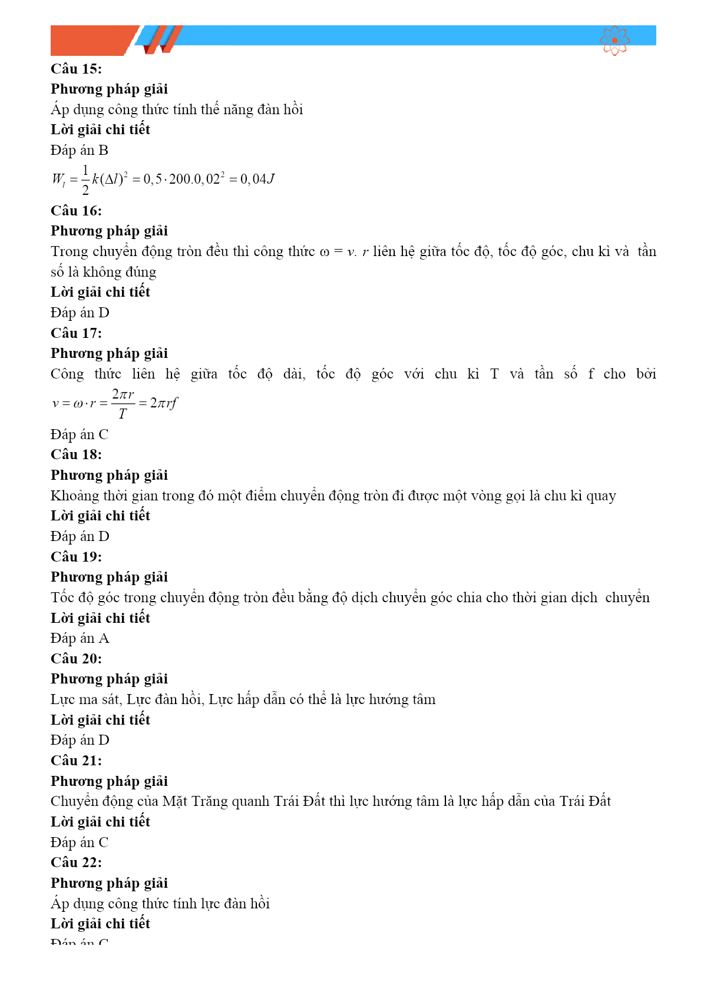 Câu 15:
Phương pháp giải
Áp dụng công thức tính thế năng đàn hồi
Lời giải chi tiết
Đáp án B
W_l = \frac{1}{2} k(Δl)^2 = 0,5 · 200.0,02^2 = 0,04J
Câu 16:
Phương pháp giải
Trong chuyển động tròn đều thì công thức ω = v. r liên hệ giữa tốc độ, tốc độ góc, chu kì và tần
số là không đúng
Lời giải chi tiết
Đáp án D
Câu 17:
Phương pháp giải
Công thức liên hệ giữa tốc độ dài, tốc độ góc với chu kì T và tần số f cho bởi
v = ω · r = \frac{2πr}{T} = 2πrf
Đáp án C
Câu 18:
Phương pháp giải
Khoảng thời gian trong đó một điểm chuyển động tròn đi được một vòng gọi là chu kì quay
Lời giải chi tiết
Đáp án D
Câu 19:
Phương pháp giải
Tốc độ góc trong chuyển động tròn đều bằng độ dịch chuyển góc chia cho thời gian dịch chuyển
Lời giải chi tiết
Đáp án A
Câu 20:
Phương pháp giải
Lực ma sát, Lực đàn hồi, Lực hấp dẫn có thể là lực hướng tâm
Lời giải chi tiết
Đáp án D
Câu 21:
Phương pháp giải
Chuyển động của Mặt Trăng quanh Trái Đất thì lực hướng tâm là lực hấp dẫn của Trái Đất
Lời giải chi tiết
Đáp án C
Câu 22:
Phương pháp giải
Áp dụng công thức tính lực đàn hồi
Lời giải chi tiết
Đáp án C